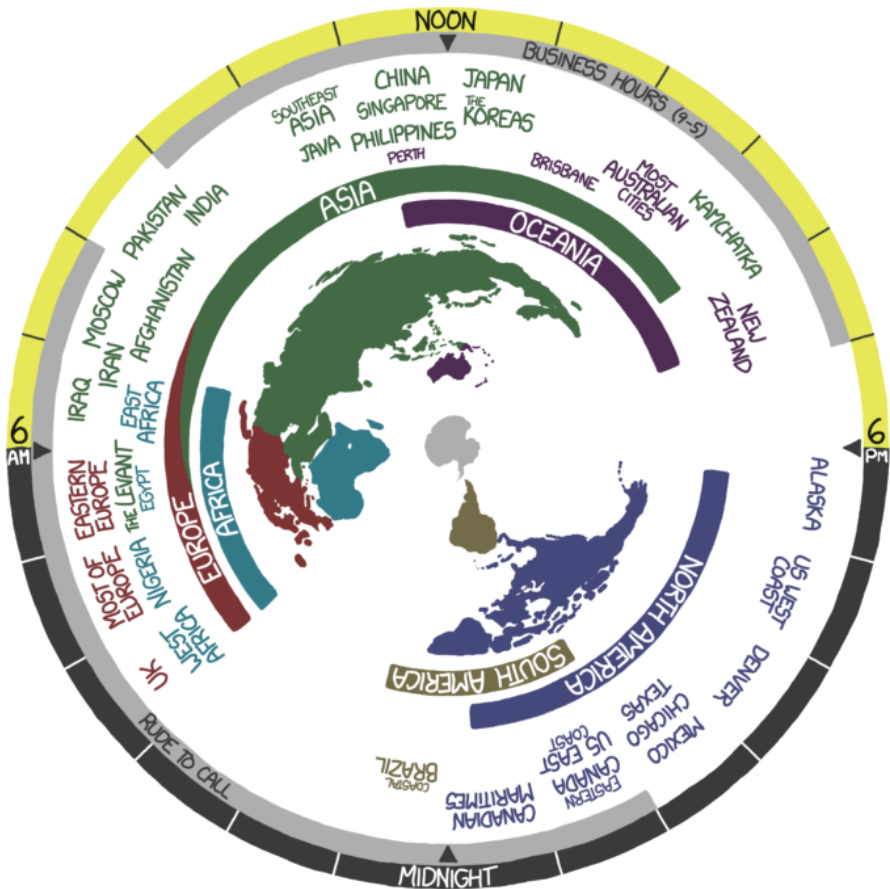 NOON
BUSINESS HOURS (9-5)
SOUTHEAST
ASIA
CHINA
SINGAPORE
JAPAN
THE
KOREAS
JAVA
PHILIPPINES
PERTH
BRISBANE
MOST
AUSTRALIAN
CITIES
KAMCHATKA
NEW
ZEALAND
PAKISTAN
INDIA
ASIA
OCEANIA
MOSCOW
AFGHANISTAN
IRAN
IRAQ
EAST
AFRICA
6
AM
6
PM
EASTERN
EUROPE
THE LEVANT
EGYPT
MOST OF
EUROPE
NIGERIA
EUROPE
AFRICA
WEST
AFRICA
UK
RUDE TO CALL
ALASKA
US WEST
COAST
DENVER
NORTH AMERICA
SOUTH AMERICA
MEXICO
CHICAGO
TEXAS
US EAST
COAST
EASTERN
CANADA
CANADIAN
MARITIMES
COASTAL
BRAZIL
MIDNIGHT